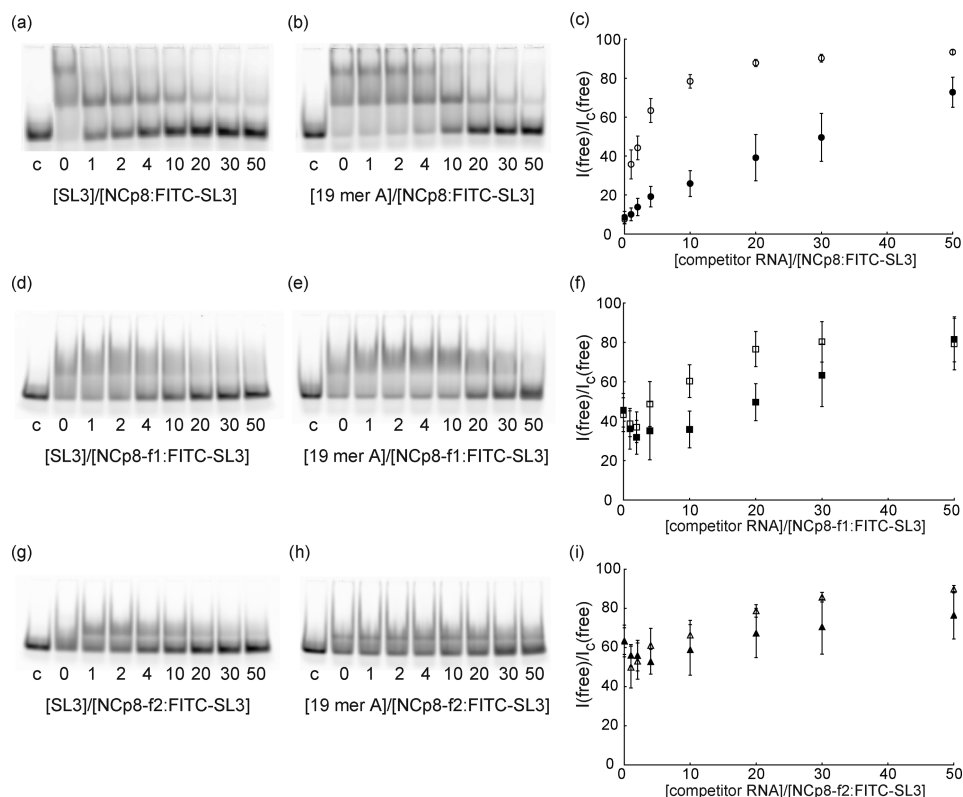 (a)
c 0 1 2 4 10 20 30 50
[SL3]/[NCp8:FITC-SL3]
(b)
c 0 1 2 4 10 20 30 50
[19 mer A]/[NCp8:FITC-SL3]
(c)
I(free)/Ic(free)
100
80
60
40
20
0
0 10 20 30 40 50
[competitor RNA]/[NCp8:FITC-SL3]
(d)
c 0 1 2 4 10 20 30 50
[SL3]/[NCp8-f1:FITC-SL3]
(e)
c 0 1 2 4 10 20 30 50
[19 mer A]/[NCp8-f1:FITC-SL3]
(f)
I(free)/Ic(free)
100
80
60
40
20
0
0 10 20 30 40 50
[competitor RNA]/[NCp8-f1:FITC-SL3]
(g)
c 0 1 2 4 10 20 30 50
[SL3]/[NCp8-f2:FITC-SL3]
(h)
c 0 1 2 4 10 20 30 50
[19 mer A]/[NCp8-f2:FITC-SL3]
(i)
I(free)/Ic(free)
100
80
60
40
20
0
0 10 20 30 40 50
[competitor RNA]/[NCp8-f2:FITC-SL3]